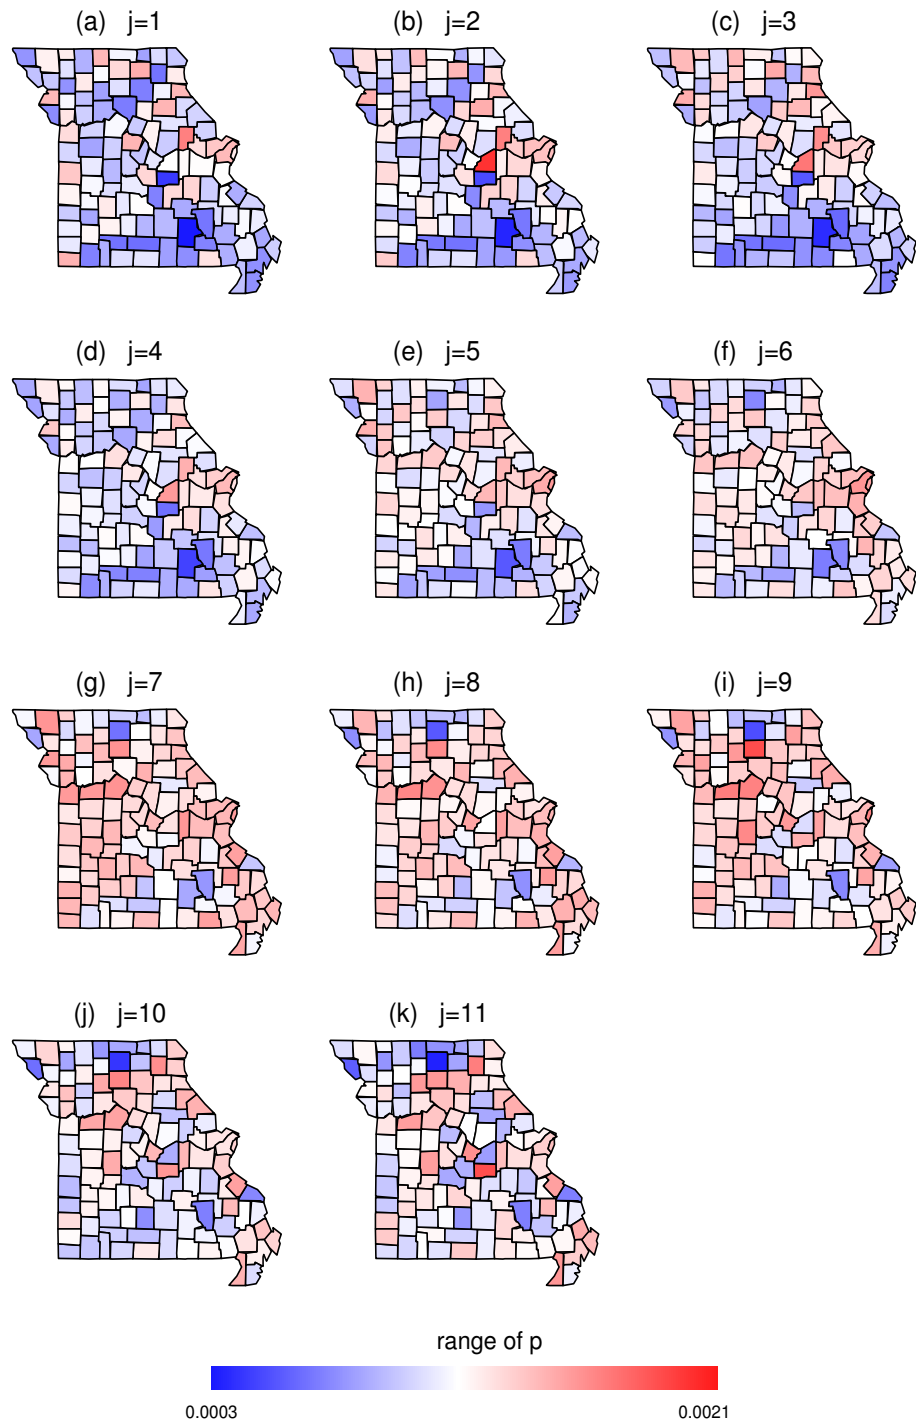 (a) j=1
(b) j=2
(c) j=3
(d) j=4
(e) j=5
(f) j=6
(g) j=7
(h) j=8
(i) j=9
(j) j=10
(k) j=11
range of p
0.0003
0.0021